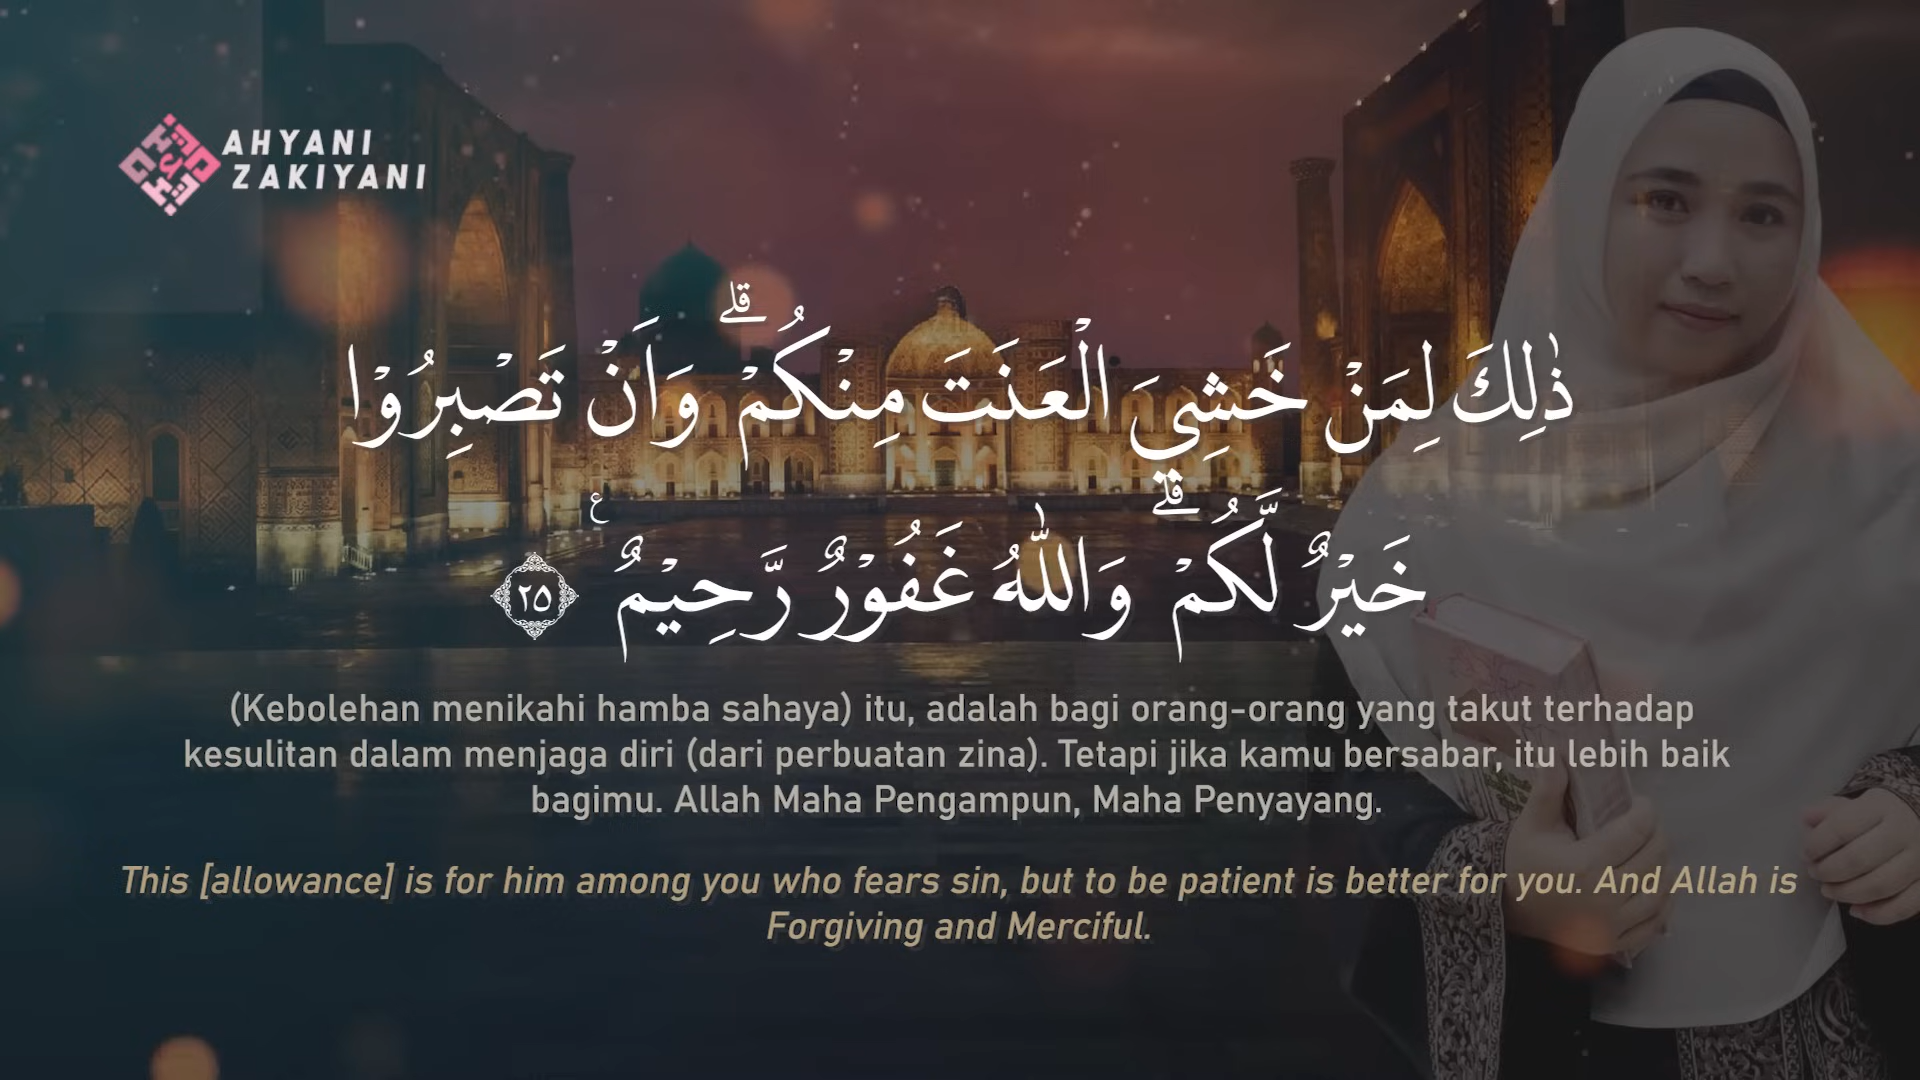 AHYANI
ZAKIYANI
ذٰلِكَ لِمَنْ خَشِيَ الْعَنَتَ مِنْكُمْ ۗ وَاَنْ تَصْبِرُوْا
خَيْرٌ لَّكُمْ ۗ وَاللّٰهُ غَفُوْرٌ رَّحِيْمٌ ࣖ ٢٥
(Kebolehan menikahi hamba sahaya) itu, adalah bagi orang-orang yang takut terhadap
kesulitan dalam menjaga diri (dari perbuatan zina). Tetapi jika kamu bersabar, itu lebih baik
bagimu. Allah Maha Pengampun, Maha Penyayang.
This [allowance] is for him among you who fears sin, but to be patient is better for you. And Allah is
Forgiving and Merciful.